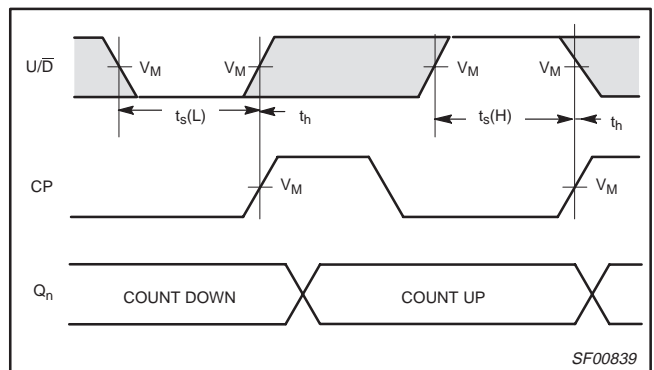 U/D̅ V_M V_M V_M V_M
t_s(L) t_h t_s(H) t_h
CP V_M V_M
Q_n COUNT DOWN COUNT UP
SF00839